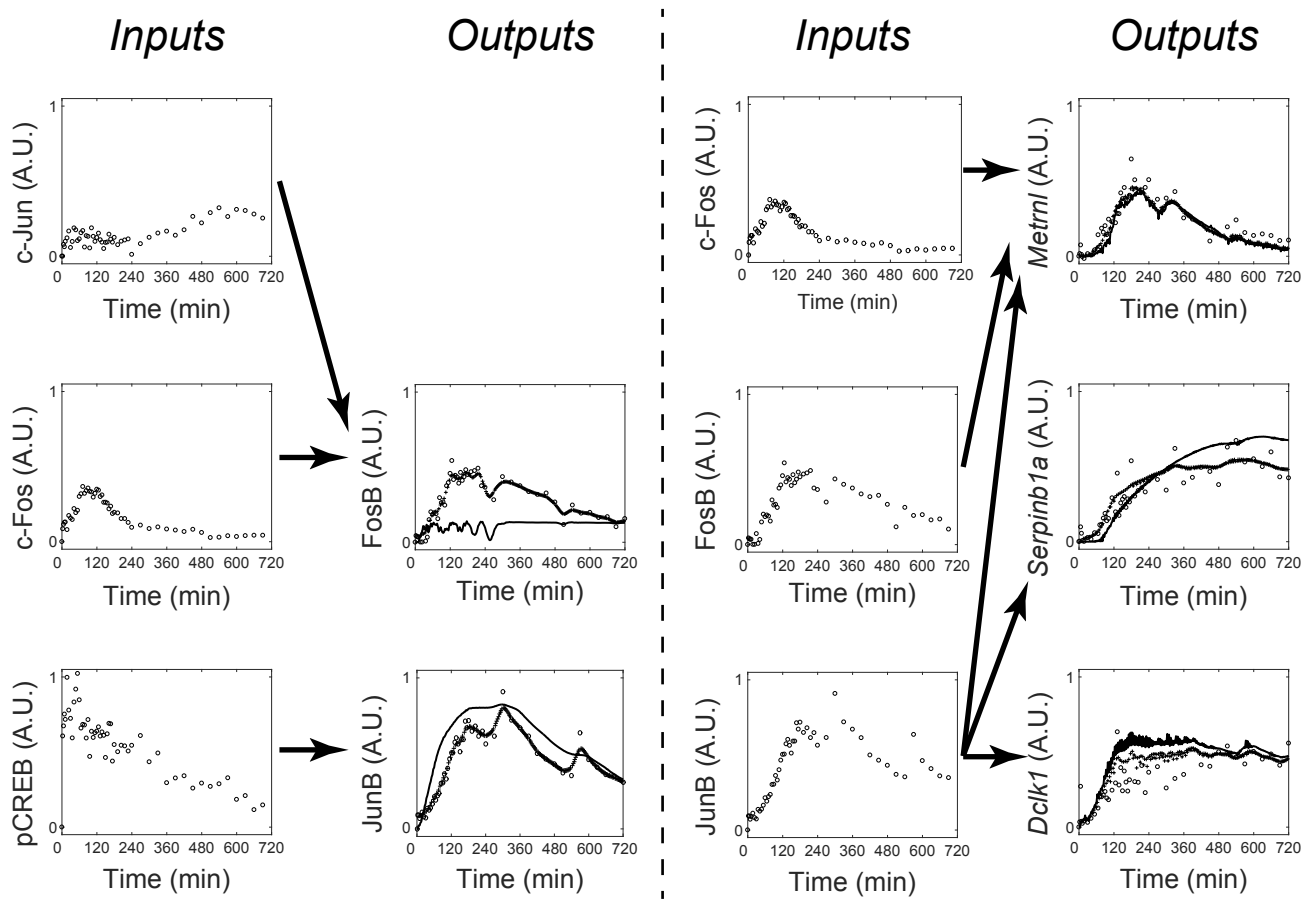 Inputs
Outputs
Inputs
Outputs
c-Jun (A.U.)
1
0
0 120 240 360 480 600 720
Time (min)
c-Fos (A.U.)
1
0
0 120 240 360 480 600 720
Time (min)
FosB (A.U.)
1
0
0 120 240 360 480 600 720
Time (min)
pCREB (A.U.)
1
0
0 120 240 360 480 600 720
Time (min)
JunB (A.U.)
1
0
0 120 240 360 480 600 720
Time (min)
c-Fos (A.U.)
1
0
0 120 240 360 480 600 720
Time (min)
Metrnl (A.U.)
1
0
0 120 240 360 480 600 720
Time (min)
FosB (A.U.)
1
0
0 120 240 360 480 600 720
Time (min)
Serpinb1a (A.U.)
1
0
0 120 240 360 480 600 720
Time (min)
JunB (A.U.)
1
0
0 120 240 360 480 600 720
Time (min)
Dclk1 (A.U.)
1
0
0 120 240 360 480 600 720
Time (min)